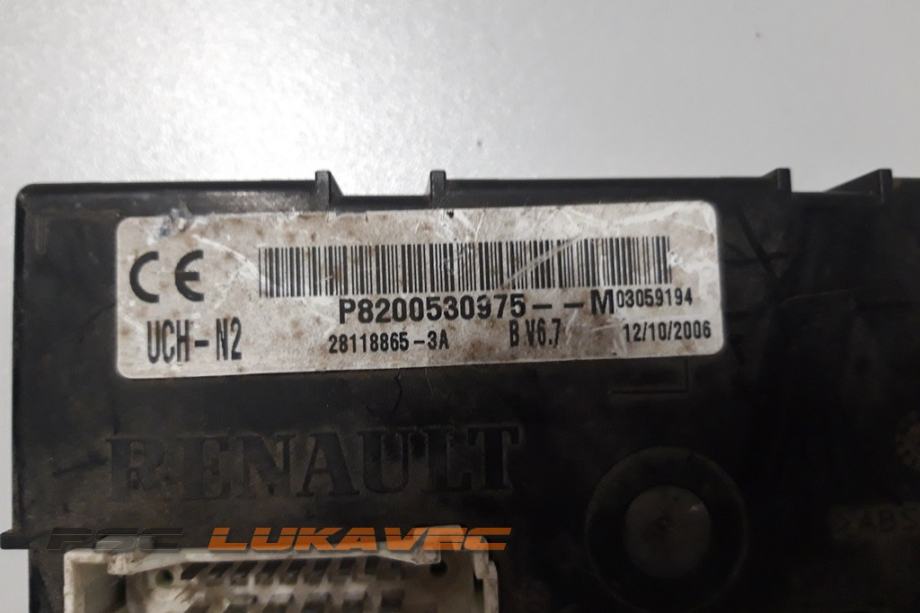 CE
P8200530975--M03059194
UCH-N2 28118865-3A B V6.7 12/10/2006
RENAULT
PSC LUKAVEC